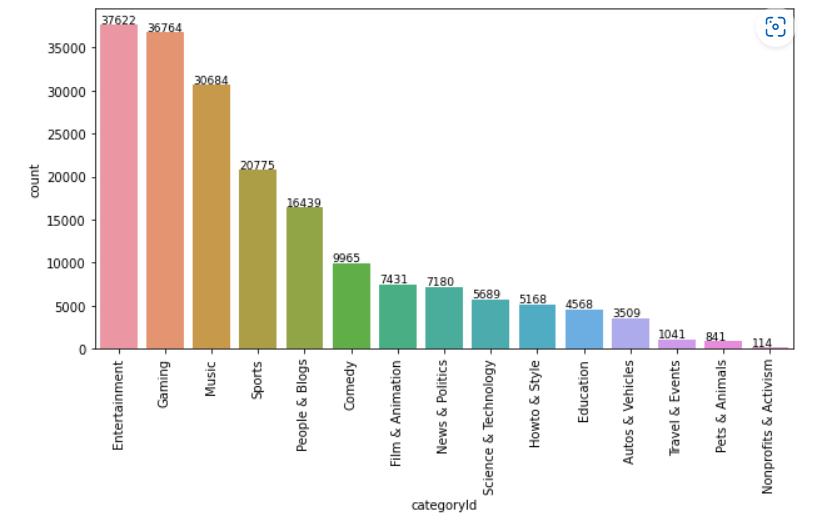 37622
36764
30684
20775
16439
9965
7431
7180
5689
5168
4568
3509
1041
841
114
35000
30000
25000
20000
15000
10000
5000
0
count
Entertainment
Gaming
Music
Sports
People & Blogs
Comedy
Film & Animation
News & Politics
Science & Technology
Howto & Style
Education
Autos & Vehicles
Travel & Events
Pets & Animals
Nonprofits & Activism
categoryId